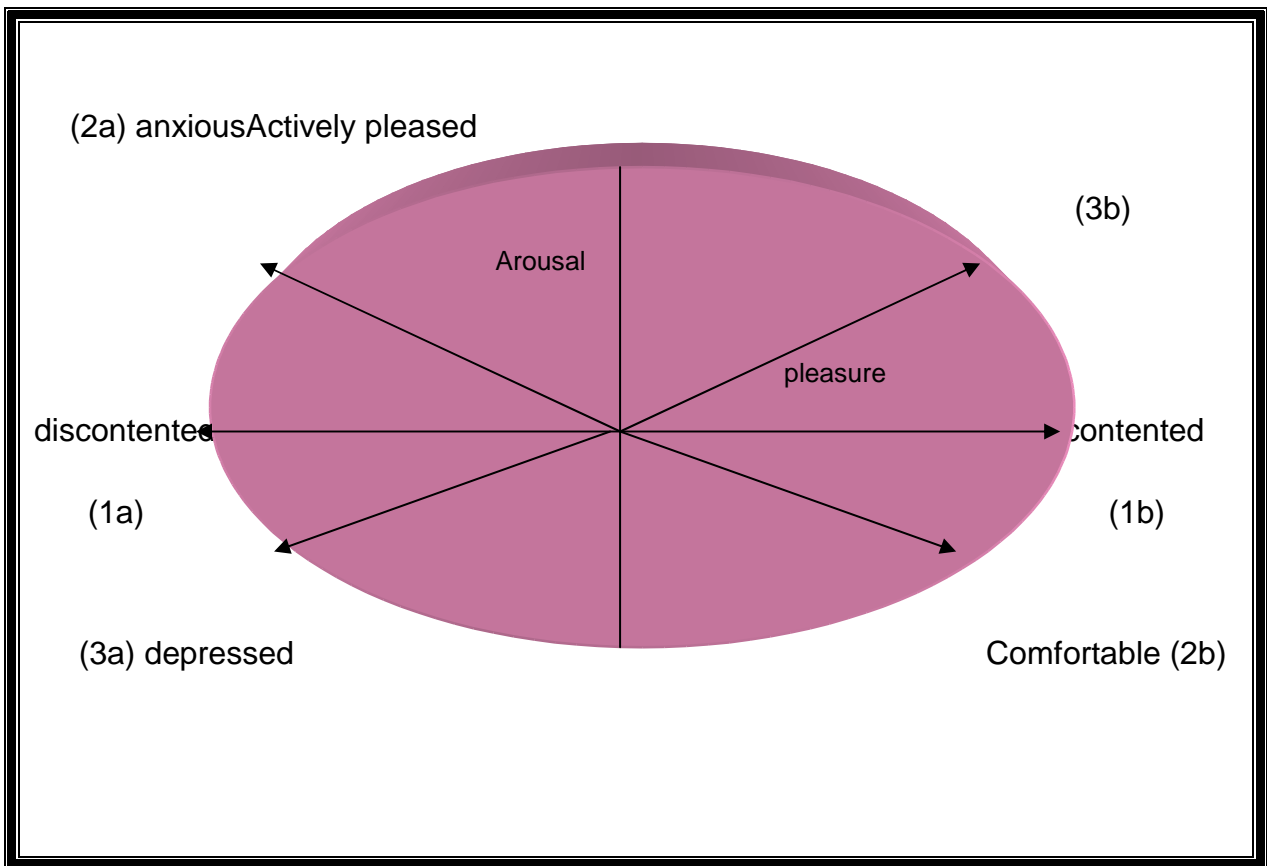 (2a) anxiousActively pleased
(3b)
Arousal
pleasure
discontented
contented
(1a)
(1b)
(3a) depressed
Comfortable (2b)